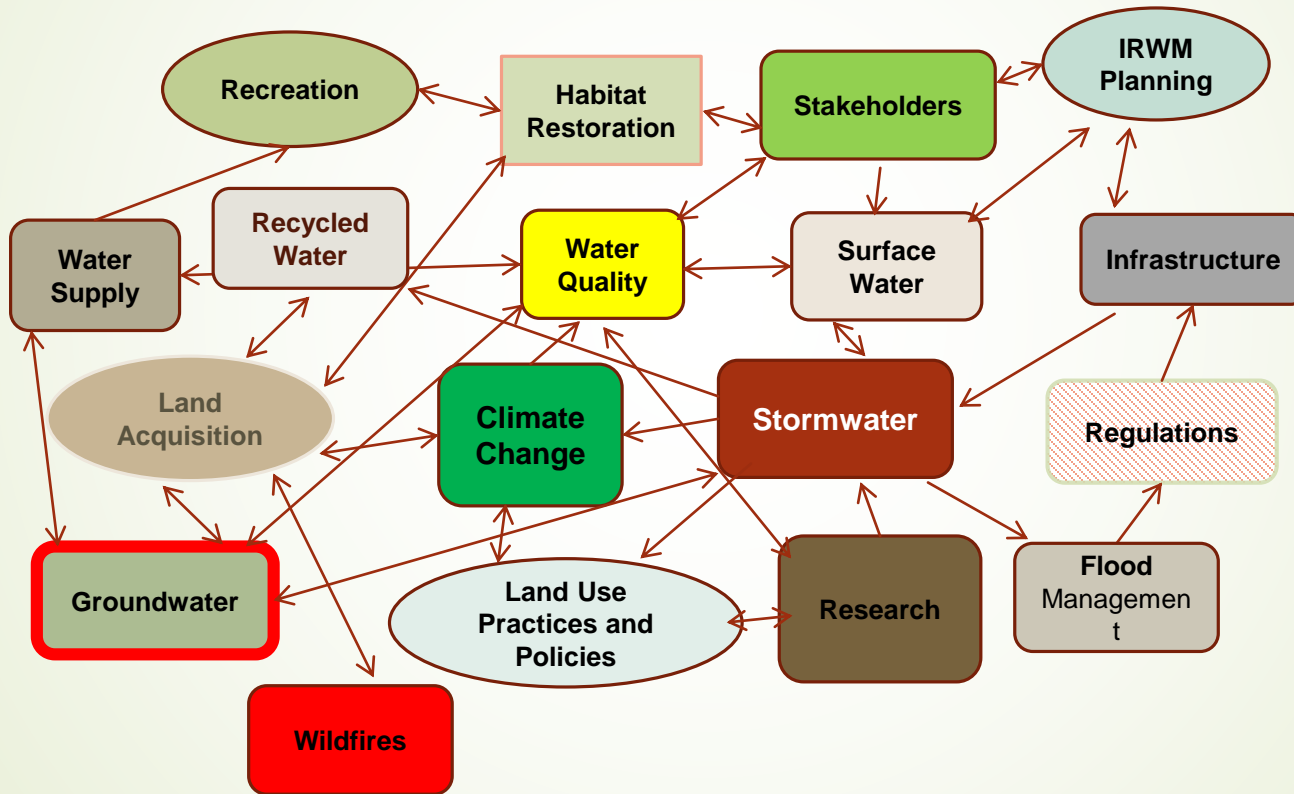 Recreation
Habitat
Restoration
Stakeholders
IRWM
Planning
Water
Supply
Recycled
Water
Water
Quality
Surface
Water
Infrastructure
Land
Acquisition
Climate
Change
Stormwater
Regulations
Groundwater
Land Use
Practices and
Policies
Research
Flood
Managemen
t
Wildfires